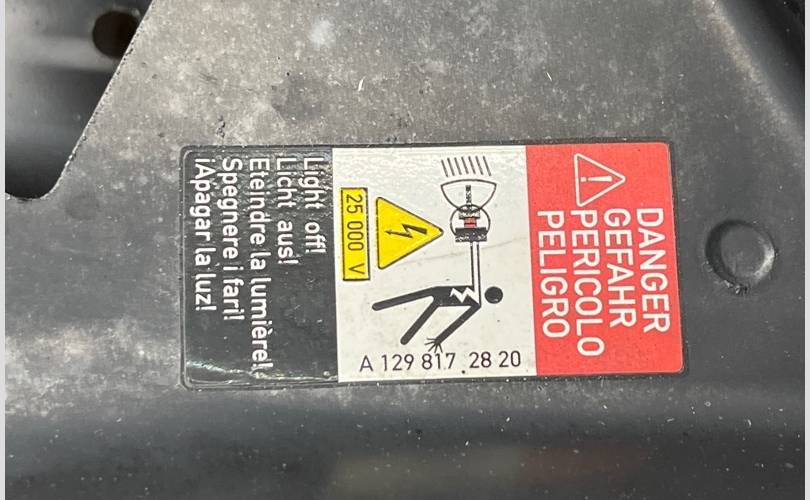 DANGER
GEFAHR
PERICOLO
PELIGRO
25 000 V
A 129 817 28 20
Light off!
Licht aus!
Eteindre la lumière!
Spegnere i fari!
¡Apagar la luz!